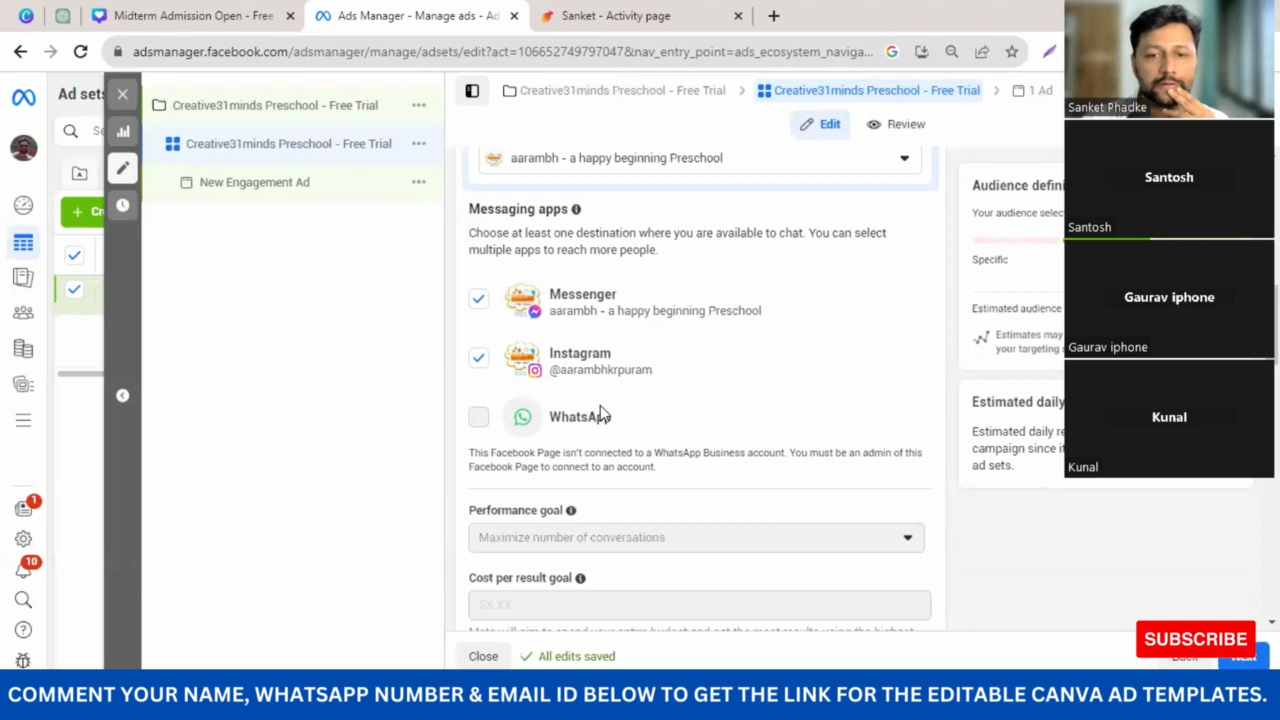 Midterm Admission Open - Free
Ads Manager - Manage ads - Ad
Sanket - Activity page
adsmanager.facebook.com/adsmanager/manage/adsets/edit?act=106652749797047&nav_entry_point=ads_ecosystem_naviga...
Ad sets
Creative31minds Preschool - Free Trial
Creative31minds Preschool - Free Trial
New Engagement Ad
Creative31minds Preschool - Free Trial
Creative31minds Preschool - Free Trial
1 Ad
Edit
Review
aarambh - a happy beginning Preschool
Messaging apps
Choose at least one destination where you are available to chat. You can select
multiple apps to reach more people.
Messenger
aarambh - a happy beginning Preschool
Instagram
@aarambhkrpuram
WhatsApp
This Facebook Page isn't connected to a WhatsApp Business account. You must be an admin of this
Facebook Page to connect to an account.
Performance goal
Maximize number of conversations
Cost per result goal
$X.XX
Close
All edits saved
Back
Next
Audience defini
Your audience selec
Specific
Estimated audience
Estimates may
your targeting s
Estimated daily
Estimated daily re
campaign since it
ad sets.
Sanket Phadke
Santosh
Santosh
Gaurav iphone
Gaurav iphone
Kunal
Kunal
1
10
SUBSCRIBE
COMMENT YOUR NAME, WHATSAPP NUMBER & EMAIL ID BELOW TO GET THE LINK FOR THE EDITABLE CANVA AD TEMPLATES.